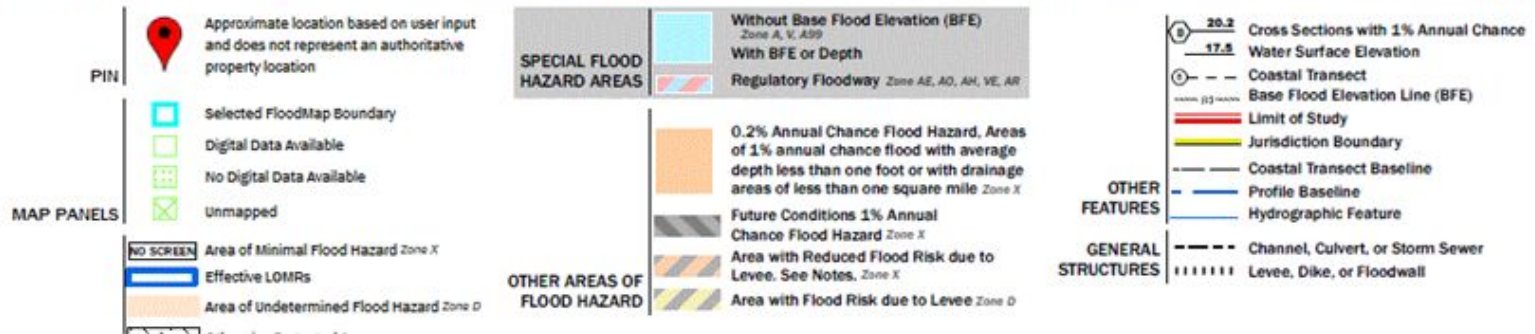 PIN
Approximate location based on user input
and does not represent an authoritative
property location
MAP PANELS
Selected FloodMap Boundary
Digital Data Available
No Digital Data Available
Unmapped
NO SCREEN Area of Minimal Flood Hazard Zone X
Effective LOMRs
Area of Undetermined Flood Hazard Zone D
SPECIAL FLOOD
HAZARD AREAS
Without Base Flood Elevation (BFE)
Zone A, V, A99
With BFE or Depth
Regulatory Floodway Zone AE, AO, AH, VE, AR
OTHER AREAS OF
FLOOD HAZARD
0.2% Annual Chance Flood Hazard, Areas
of 1% annual chance flood with average
depth less than one foot or with drainage
areas of less than one square mile Zone X
Future Conditions 1% Annual
Chance Flood Hazard Zone X
Area with Reduced Flood Risk due to
Levee. See Notes. Zone X
Area with Flood Risk due to Levee Zone D
OTHER
FEATURES
20.2 Cross Sections with 1% Annual Chance
17.5 Water Surface Elevation
Coastal Transect
Base Flood Elevation Line (BFE)
Limit of Study
Jurisdiction Boundary
Coastal Transect Baseline
Profile Baseline
Hydrographic Feature
GENERAL
STRUCTURES
Channel, Culvert, or Storm Sewer
Levee, Dike, or Floodwall